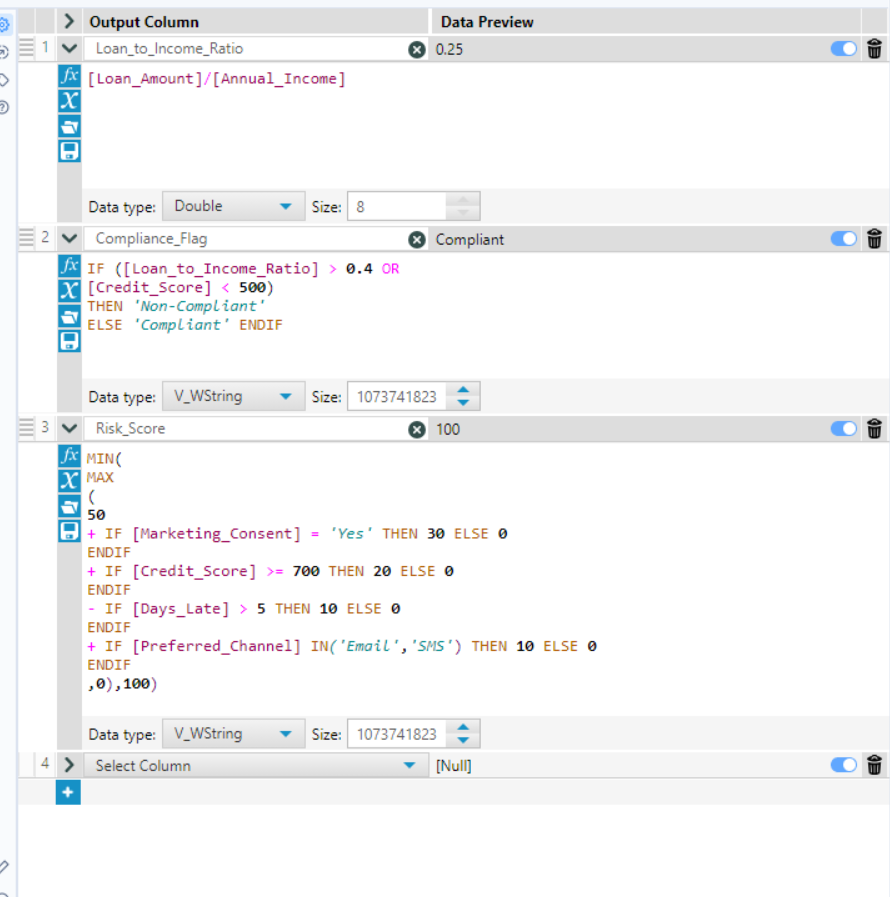 Output Column Data Preview
1 Loan_to_Income_Ratio 0.25
fx [Loan_Amount]/[Annual_Income]
X
Data type: Double Size: 8
2 Compliance_Flag Compliant
fx IF ([Loan_to_Income_Ratio] > 0.4 OR
X [Credit_Score] < 500)
THEN 'Non-Compliant'
ELSE 'Compliant' ENDIF
Data type: V_WString Size: 1073741823
3 Risk_Score 100
fx MIN(
X MAX
(
50
+ IF [Marketing_Consent] = 'Yes' THEN 30 ELSE 0
ENDIF
+ IF [Credit_Score] >= 700 THEN 20 ELSE 0
ENDIF
- IF [Days_Late] > 5 THEN 10 ELSE 0
ENDIF
+ IF [Preferred_Channel] IN('Email','SMS') THEN 10 ELSE 0
ENDIF
,0),100)
Data type: V_WString Size: 1073741823
4 Select Column [Null]